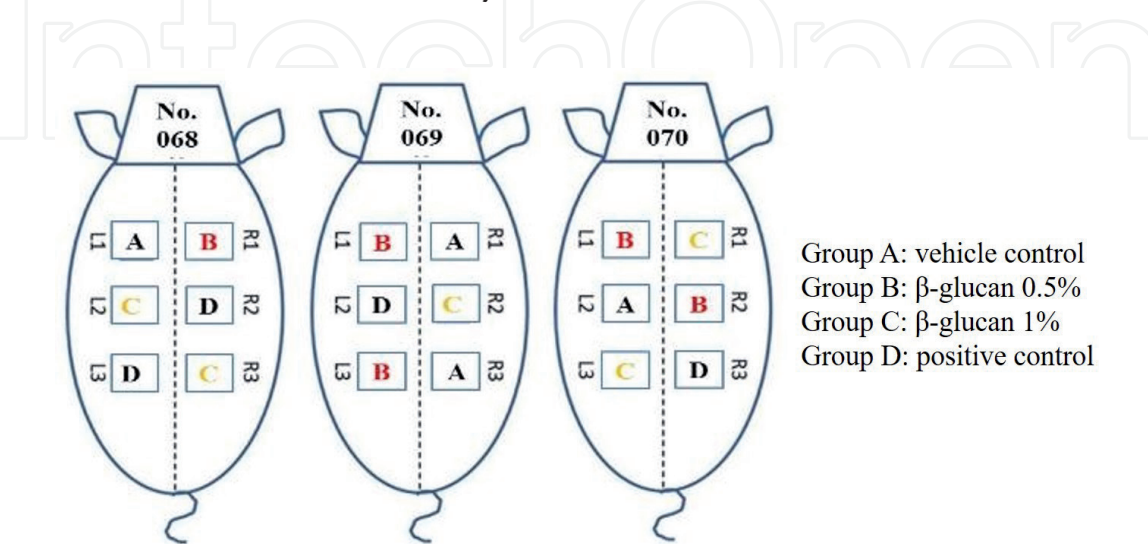 IntechOpen
No.
068
No.
069
No.
070
L1 A B R1
L2 C D R2
L3 D C R3
L1 B A R1
L2 D C R2
L3 B A R3
L1 B C R1
L2 A B R2
L3 C D R3
Group A: vehicle control
Group B: β-glucan 0.5%
Group C: β-glucan 1%
Group D: positive control